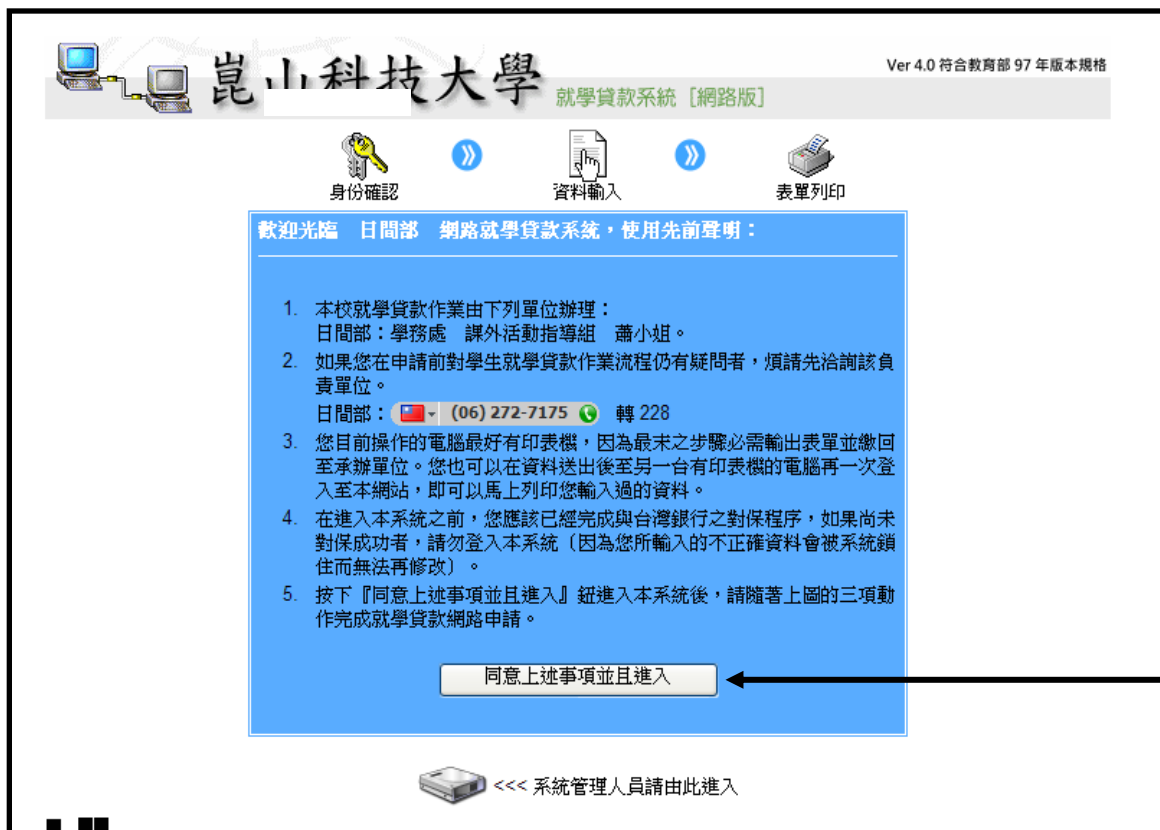 崑山科技大學
就學貸款系統［網路版］
Ver 4.0 符合教育部 97 年版本規格
身份確認
資料輸入
表單列印
歡迎光臨 日間部 網路就學貸款系統，使用先前聲明：
1. 本校就學貸款作業由下列單位辦理：
日間部：學務處 課外活動指導組 蕭小姐。
2. 如果您在申請前對學生就學貸款作業流程仍有疑問者，煩請先洽詢該負
責單位。
日間部： (06) 272-7175 轉 228
3. 您目前操作的電腦最好有印表機，因為最末之步驟必需輸出表單並繳回
至承辦單位。您也可以在資料送出後至另一台有印表機的電腦再一次登
入至本網站，即可以馬上列印您輸入過的資料。
4. 在進入本系統之前，您應該已經完成與台灣銀行之對保程序，如果尚未
對保成功者，請勿登入本系統（因為您所輸入的不正確資料會被系統鎖
住而無法再修改）。
5. 按下『同意上述事項並且進入』鈕進入本系統後，請隨著上圖的三項動
作完成就學貸款網路申請。
同意上述事項並且進入
<<< 系統管理人員請由此進入